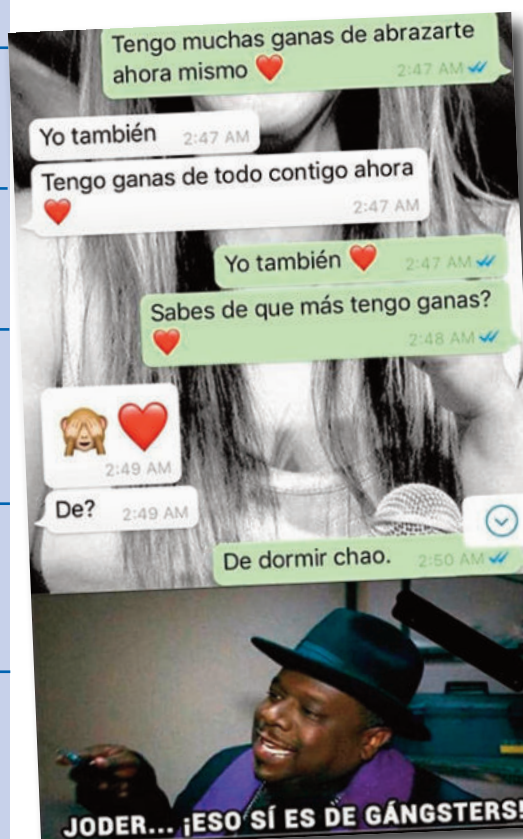 Tengo muchas ganas de abrazarte
ahora mismo ❤️ 2:47 AM
Yo también 2:47 AM
Tengo ganas de todo contigo ahora
❤️ 2:47 AM
Yo también ❤️ 2:47 AM
Sabes de que más tengo ganas?
❤️ 2:48 AM
🙈 ❤️
2:49 AM
De? 2:49 AM
De dormir chao. 2:50 AM
JODER... ¡ESO SÍ ES DE GÁNGSTERS!